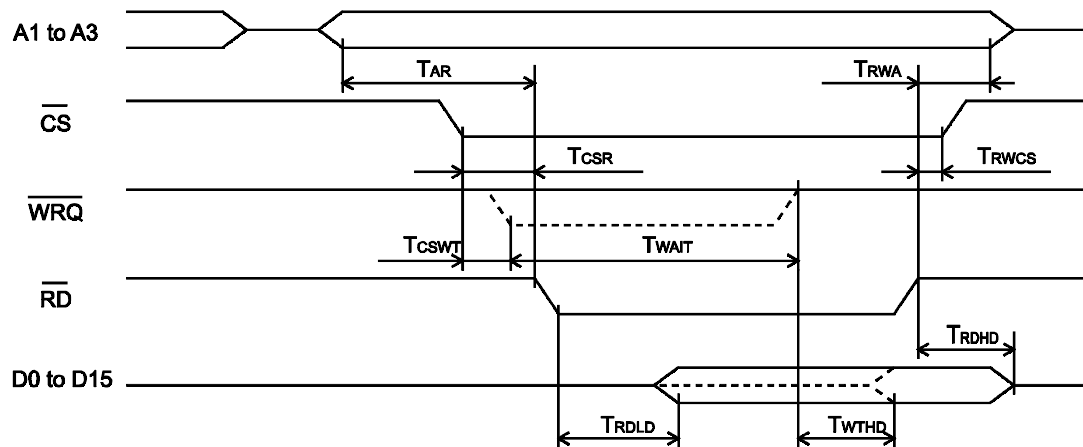 A1 to A3
TAR
TRWA
CS
TCSR
TRWCS
WRQ
TCSWT
TWAIT
RD
TRDHD
D0 to D15
TRDLD
TWTHD